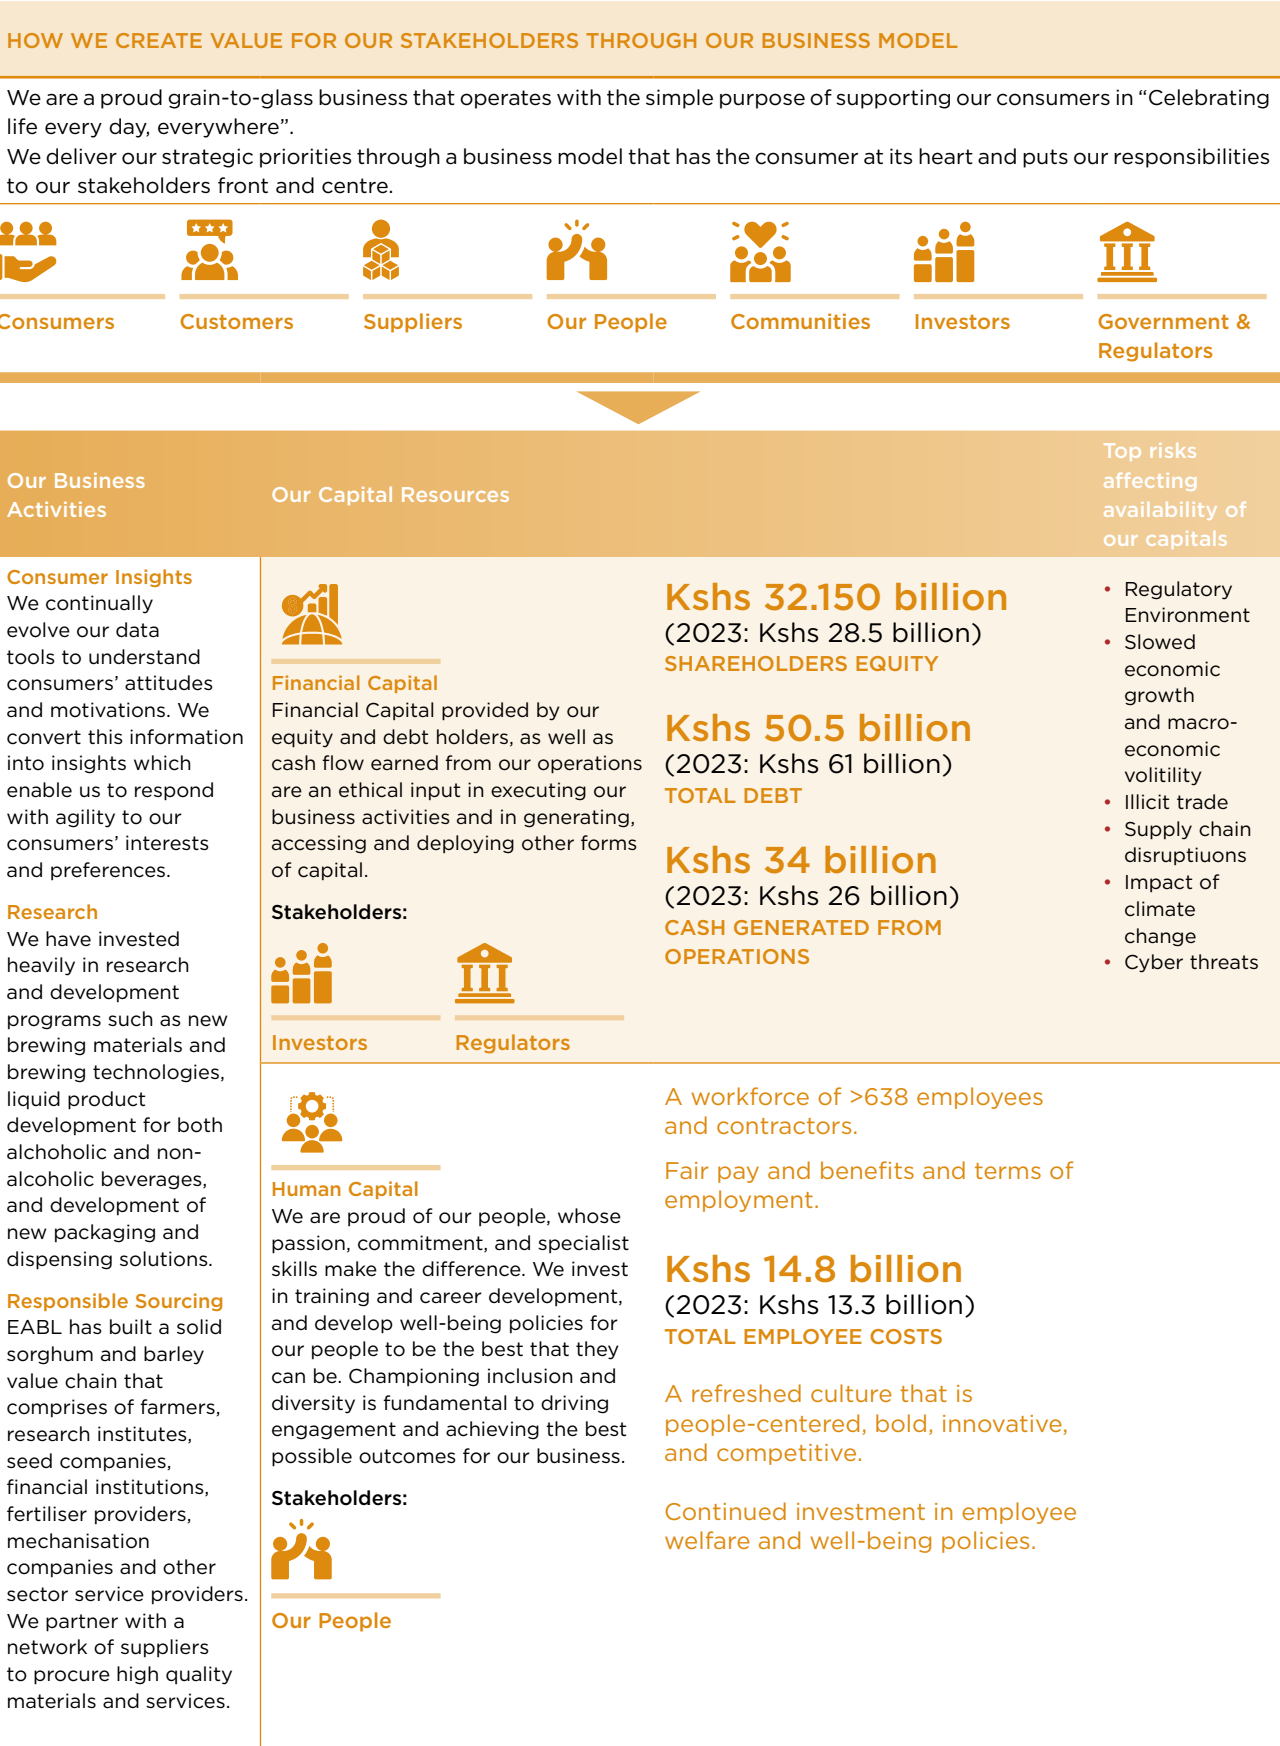 HOW WE CREATE VALUE FOR OUR STAKEHOLDERS THROUGH OUR BUSINESS MODEL
We are a proud grain-to-glass business that operates with the simple purpose of supporting our consumers in “Celebrating
life every day, everywhere”.
We deliver our strategic priorities through a business model that has the consumer at its heart and puts our responsibilities
to our stakeholders front and centre.
Consumers
Customers
Suppliers
Our People
Communities
Investors
Government &
Regulators
Our Business
Activities
Our Capital Resources
Top risks
affecting
availability of
our capitals
Consumer Insights
We continually
evolve our data
tools to understand
consumers’ attitudes
and motivations. We
convert this information
into insights which
enable us to respond
with agility to our
consumers’ interests
and preferences.
Research
We have invested
heavily in research
and development
programs such as new
brewing materials and
brewing technologies,
liquid product
development for both
alchoholic and non-
alcoholic beverages,
and development of
new packaging and
dispensing solutions.
Responsible Sourcing
EABL has built a solid
sorghum and barley
value chain that
comprises of farmers,
research institutes,
seed companies,
financial institutions,
fertiliser providers,
mechanisation
companies and other
sector service providers.
We partner with a
network of suppliers
to procure high quality
materials and services.
Financial Capital
Financial Capital provided by our
equity and debt holders, as well as
cash flow earned from our operations
are an ethical input in executing our
business activities and in generating,
accessing and deploying other forms
of capital.
Stakeholders:
Investors
Regulators
Kshs 32.150 billion
(2023: Kshs 28.5 billion)
SHAREHOLDERS EQUITY
Kshs 50.5 billion
(2023: Kshs 61 billion)
TOTAL DEBT
Kshs 34 billion
(2023: Kshs 26 billion)
CASH GENERATED FROM
OPERATIONS
• Regulatory
Environment
• Slowed
economic
growth
and macro-
economic
volitility
• Illicit trade
• Supply chain
disruptiuons
• Impact of
climate
change
• Cyber threats
Human Capital
We are proud of our people, whose
passion, commitment, and specialist
skills make the difference. We invest
in training and career development,
and develop well-being policies for
our people to be the best that they
can be. Championing inclusion and
diversity is fundamental to driving
engagement and achieving the best
possible outcomes for our business.
Stakeholders:
Our People
A workforce of >638 employees
and contractors.
Fair pay and benefits and terms of
employment.
Kshs 14.8 billion
(2023: Kshs 13.3 billion)
TOTAL EMPLOYEE COSTS
A refreshed culture that is
people-centered, bold, innovative,
and competitive.
Continued investment in employee
welfare and well-being policies.